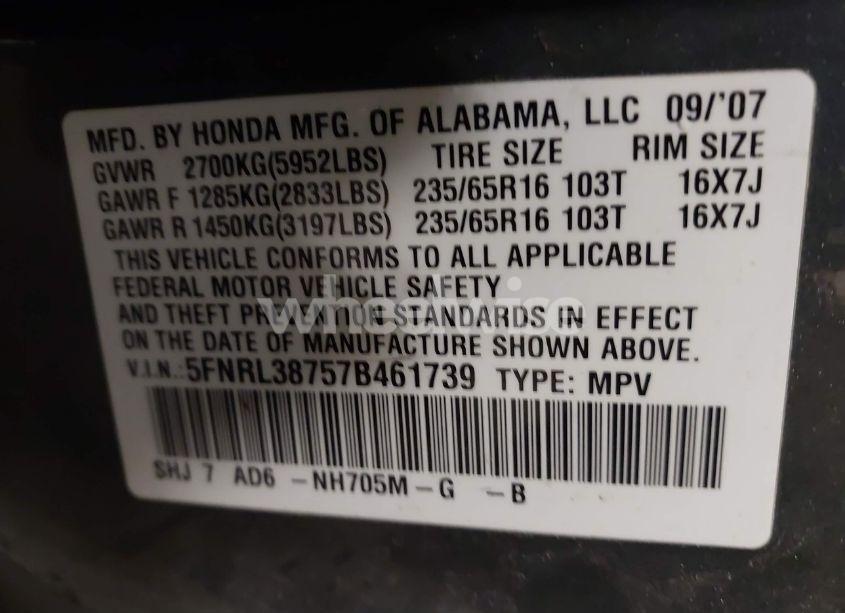 MFD. BY HONDA MFG. OF ALABAMA, LLC 09/'07
GVWR 2700KG(5952LBS) TIRE SIZE RIM SIZE
GAWR F 1285KG(2833LBS) 235/65R16 103T 16X7J
GAWR R 1450KG(3197LBS) 235/65R16 103T 16X7J
THIS VEHICLE CONFORMS TO ALL APPLICABLE
FEDERAL MOTOR VEHICLE SAFETY
AND THEFT PREVENTION STANDARDS IN EFFECT
ON THE DATE OF MANUFACTURE SHOWN ABOVE.
V.I.N.:5FNRL38757B461739 TYPE: MPV
SHJ 7 AD6 -NH705M-G -B
wheelwise